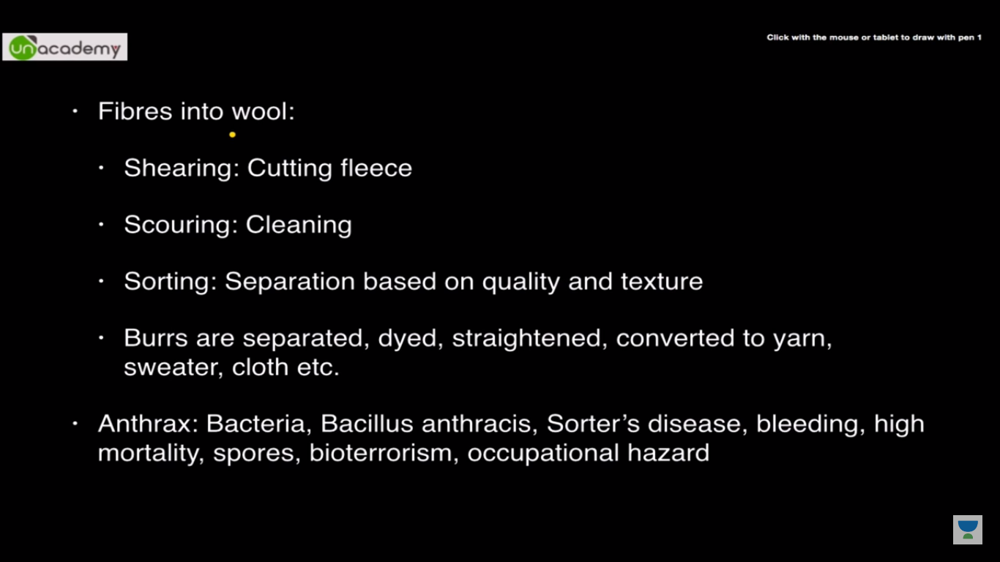 unacademy
Click with the mouse or tablet to draw with pen 1
• Fibres into wool:
• Shearing: Cutting fleece
• Scouring: Cleaning
• Sorting: Separation based on quality and texture
• Burrs are separated, dyed, straightened, converted to yarn,
sweater, cloth etc.
• Anthrax: Bacteria, Bacillus anthracis, Sorter’s disease, bleeding, high
mortality, spores, bioterrorism, occupational hazard